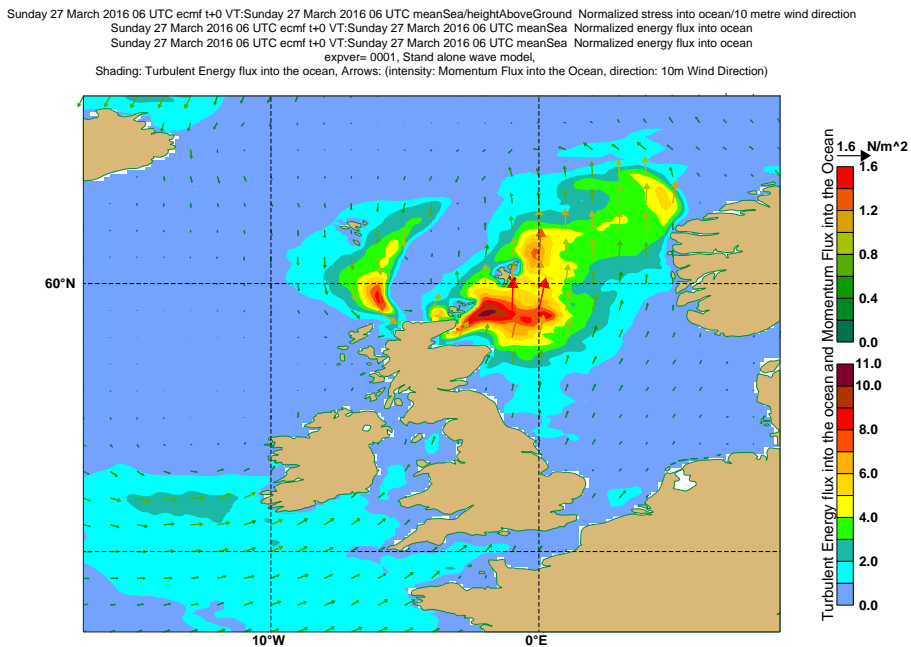 Sunday 27 March 2016 06 UTC ecmf t+0 VT:Sunday 27 March 2016 06 UTC meanSea/heightAboveGround Normalized stress into ocean/10 metre wind direction
Sunday 27 March 2016 06 UTC ecmf t+0 VT:Sunday 27 March 2016 06 UTC meanSea Normalized energy flux into ocean
Sunday 27 March 2016 06 UTC ecmf t+0 VT:Sunday 27 March 2016 06 UTC meanSea Normalized energy flux into ocean
expver= 0001, Stand alone wave model,
Shading: Turbulent Energy flux into the ocean, Arrows: (intensity: Momentum Flux into the Ocean, direction: 10m Wind Direction)
60°N
10°W
0°E
Turbulent Energy flux into the ocean and Momentum Flux into the Ocean
1.6 N/m^2
1.6
1.2
0.8
0.4
0.0
11.0
10.0
8.0
6.0
4.0
2.0
0.0